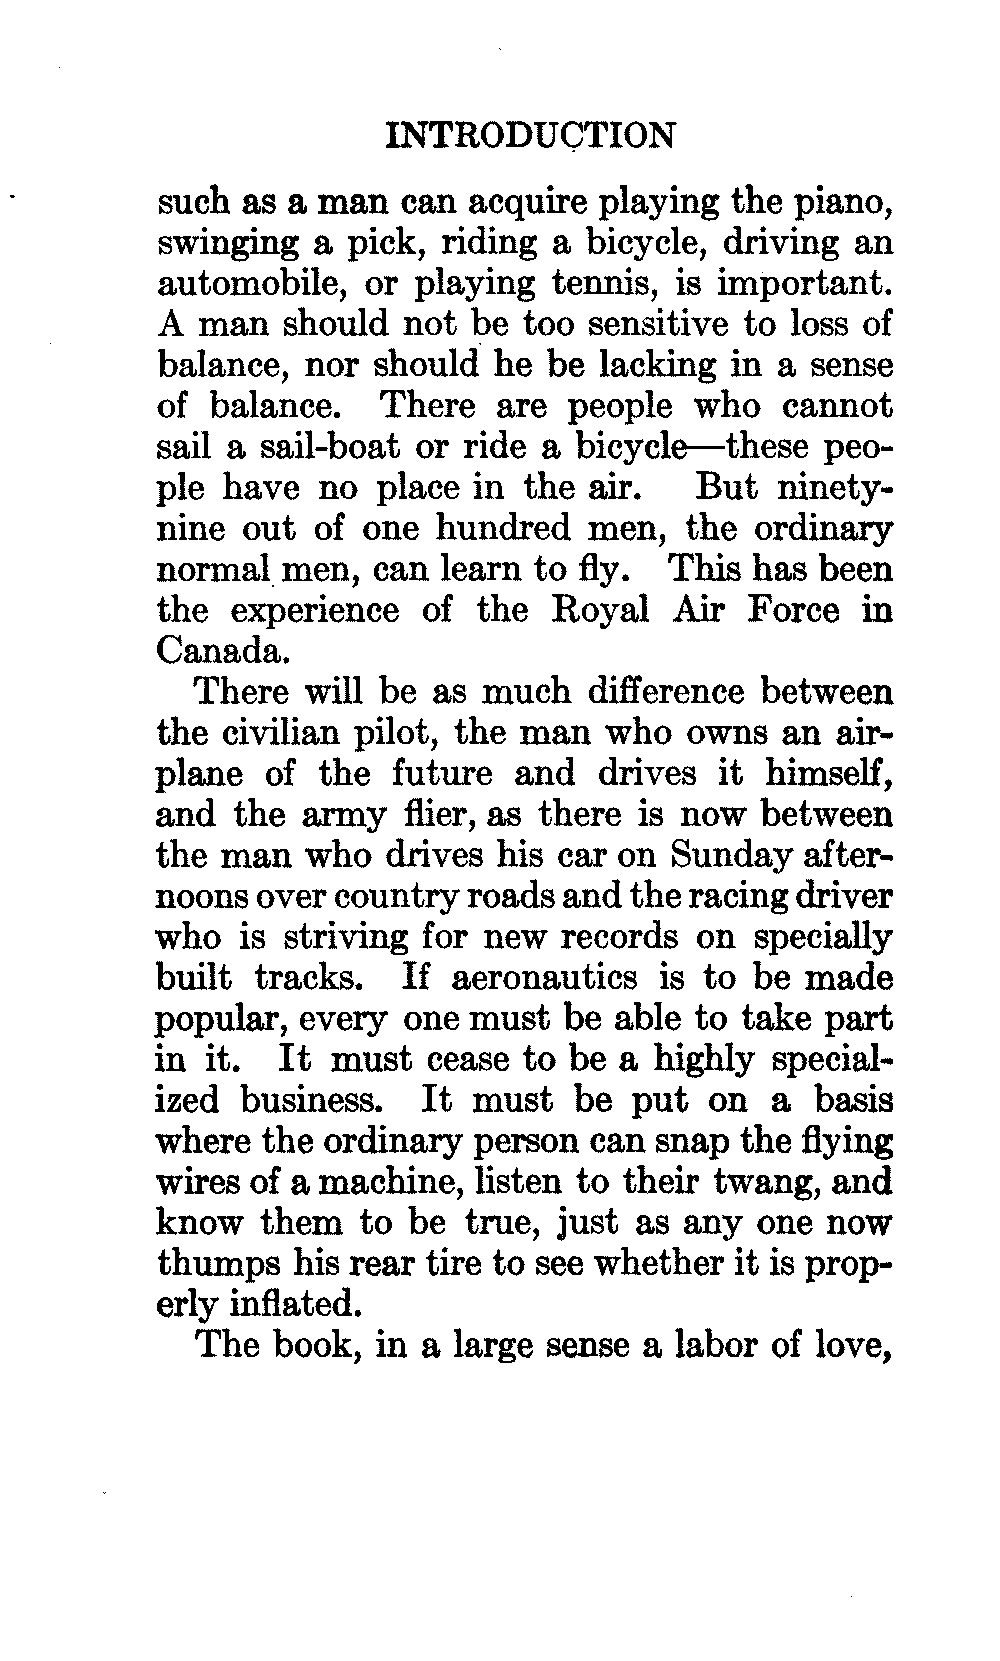 INTRODUCTION
such as a man can acquire playing the piano,
swinging a pick, riding a bicycle, driving an
automobile, or playing tennis, is important.
A man should not be too sensitive to loss of
balance, nor should he be lacking in a sense
of balance. There are people who cannot
sail a sail-boat or ride a bicycle—these peo-
ple have no place in the air. But ninety-
nine out of one hundred men, the ordinary
normal men, can learn to fly. This has been
the experience of the Royal Air Force in
Canada.
There will be as much difference between
the civilian pilot, the man who owns an air-
plane of the future and drives it himself,
and the army flier, as there is now between
the man who drives his car on Sunday after-
noons over country roads and the racing driver
who is striving for new records on specially
built tracks. If aeronautics is to be made
popular, every one must be able to take part
in it. It must cease to be a highly special-
ized business. It must be put on a basis
where the ordinary person can snap the flying
wires of a machine, listen to their twang, and
know them to be true, just as any one now
thumps his rear tire to see whether it is prop-
erly inflated.
The book, in a large sense a labor of love,